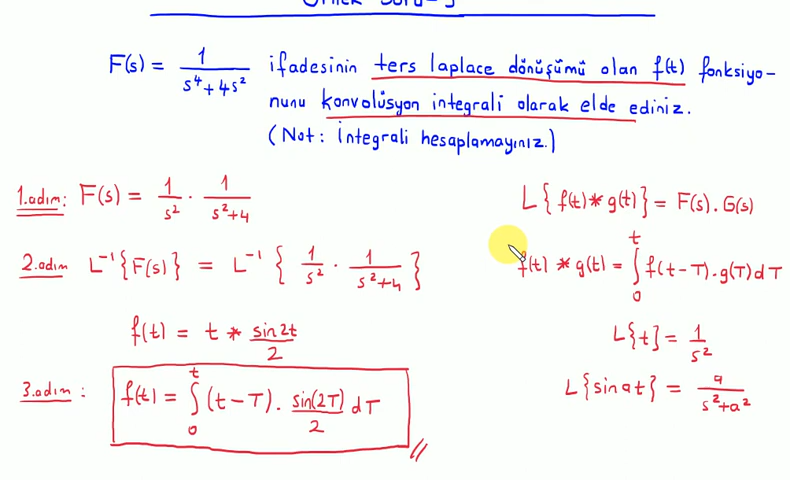 F(s) = 1/(s⁴+4s²) ifadesinin ters laplace dönüşümü olan f(t) fonksiyo-
nunu konvolüsyon integrali olarak elde ediniz.
(Not: İntegrali hesaplamayınız.)
1.adım: F(s) = 1/s² · 1/(s²+4)
L{f(t)*g(t)} = F(s).G(s)
2.adım L⁻¹{F(s)} = L⁻¹{1/s² · 1/(s²+4)}
f(t) * g(t) = ∫₀ᵗ f(t-T).g(T)dT
f(t) = t * sin2t/2
L{t} = 1/s²
3.adım: f(t) = ∫₀ᵗ (t-T). sin(2T)/2 dT
L{sinat} = a/(s²+a²)